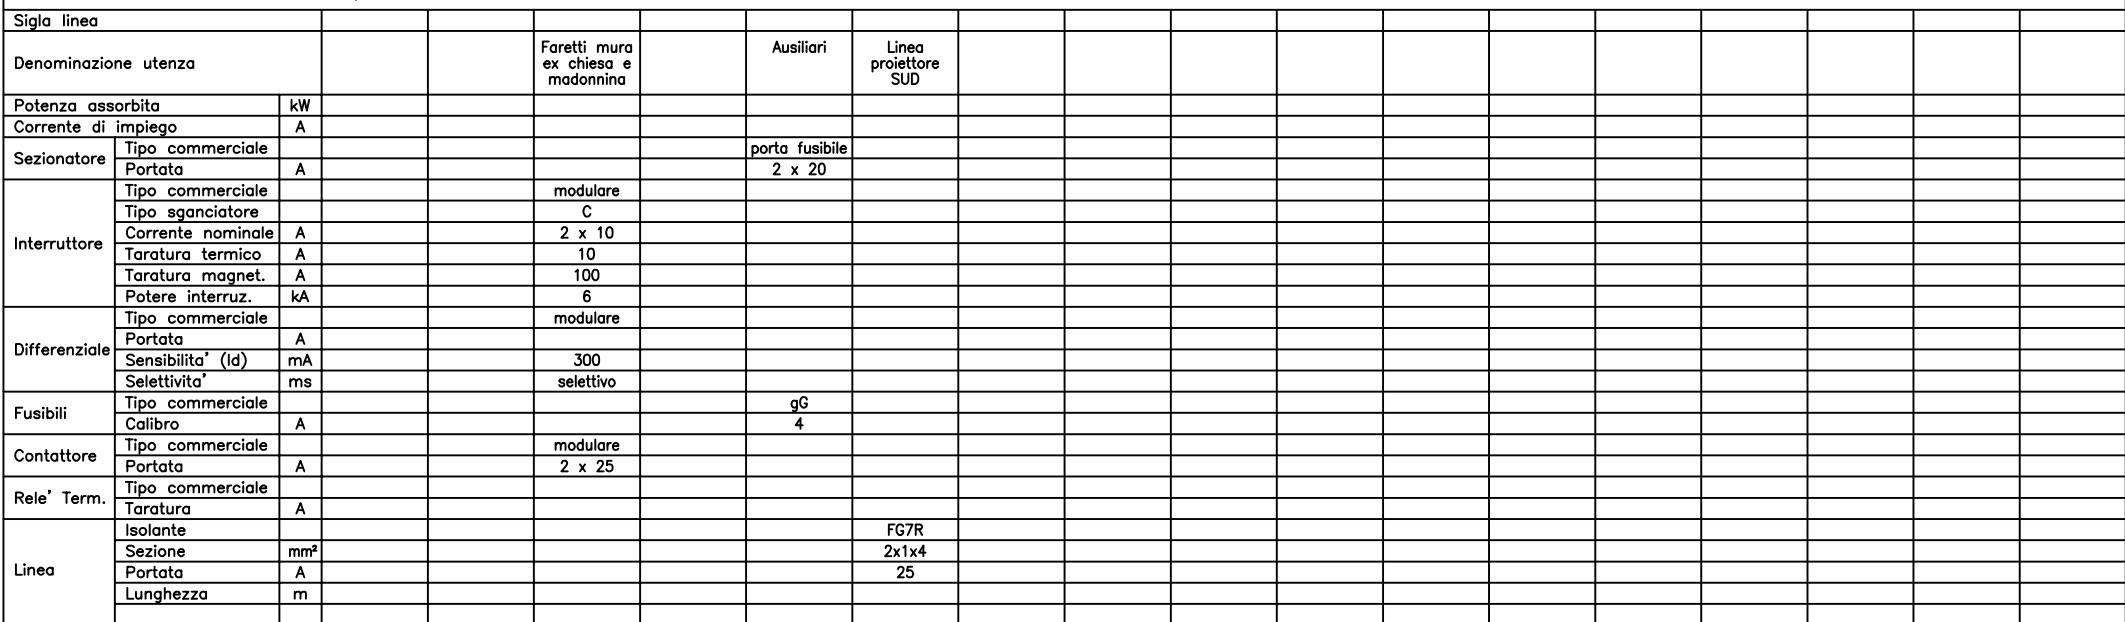 Sigla linea
Denominazione utenza
Faretti mura
ex chiesa e
madonnina
Ausiliari
Linea
proiettore
SUD
Potenza assorbita kW
Corrente di impiego A
Sezionatore
Tipo commerciale porta fusibile
Portata A 2 x 20
Interruttore
Tipo commerciale modulare
Tipo sganciatore C
Corrente nominale A 2 x 10
Taratura termico A 10
Taratura magnet. A 100
Potere interruz. kA 6
Differenziale
Tipo commerciale modulare
Portata A
Sensibilita' (Id) mA 300
Selettivita' ms selettivo
Fusibili
Tipo commerciale gG
Calibro A 4
Contattore
Tipo commerciale modulare
Portata A 2 x 25
Rele' Term.
Tipo commerciale
Taratura A
Linea
Isolante FG7R
Sezione mm² 2x1x4
Portata A 25
Lunghezza m